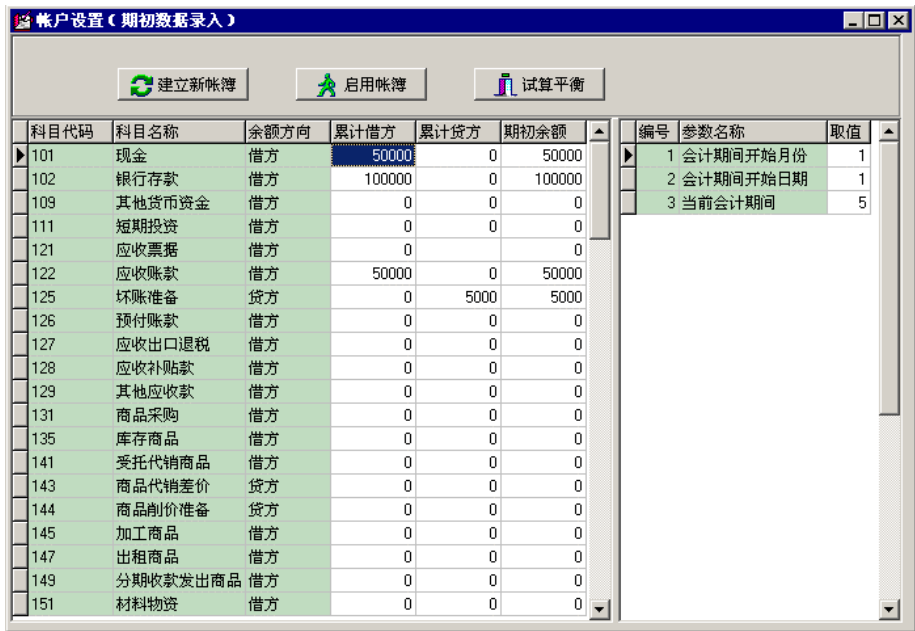 帐户设置（期初数据录入）
建立新帐簿 启用帐簿 试算平衡
科目代码 科目名称 余额方向 累计借方 累计贷方 期初余额 编号 参数名称 取值
101 现金 借方 50000 0 50000 1 会计期间开始月份 1
102 银行存款 借方 100000 0 100000 2 会计期间开始日期 1
109 其他货币资金 借方 0 0 0 3 当前会计期间 5
111 短期投资 借方 0 0 0
121 应收票据 借方 0 0
122 应收账款 借方 50000 0 50000
125 坏账准备 贷方 0 5000 5000
126 预付账款 借方 0 0 0
127 应收出口退税 借方 0 0 0
128 应收补贴款 借方 0 0 0
129 其他应收款 借方 0 0 0
131 商品采购 借方 0 0 0
135 库存商品 借方 0 0 0
141 受托代销商品 借方 0 0 0
143 商品代销差价 贷方 0 0 0
144 商品削价准备 贷方 0 0 0
145 加工商品 借方 0 0 0
147 出租商品 借方 0 0 0
149 分期收款发出商品 借方 0 0 0
151 材料物资 借方 0 0 0